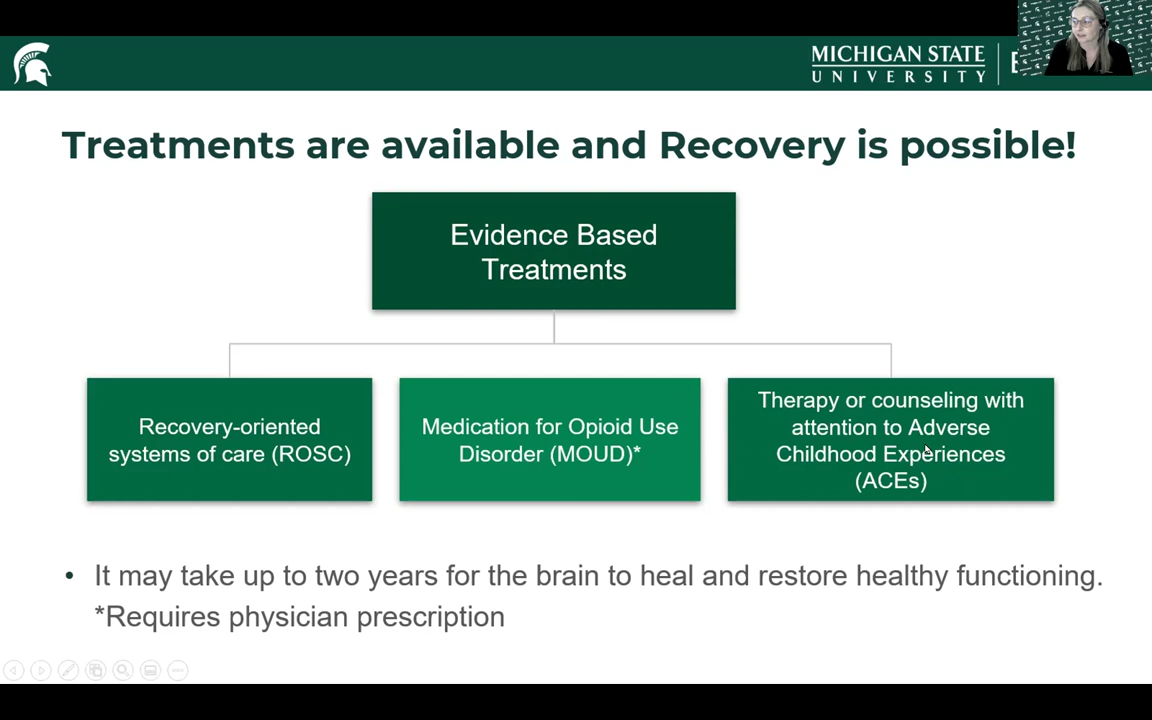 MICHIGAN STATE
UNIVERSITY
Treatments are available and Recovery is possible!
Evidence Based
Treatments
Recovery-oriented
systems of care (ROSC)
Medication for Opioid Use
Disorder (MOUD)*
Therapy or counseling with
attention to Adverse
Childhood Experiences
(ACEs)
• It may take up to two years for the brain to heal and restore healthy functioning.
*Requires physician prescription